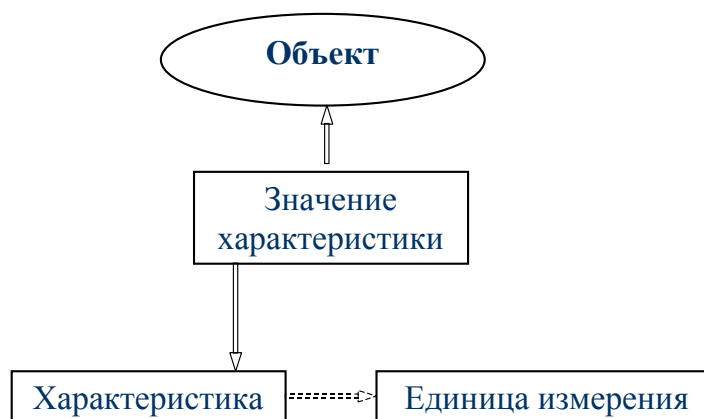 Объект
Значение
характеристики
Характеристика
Единица измерения